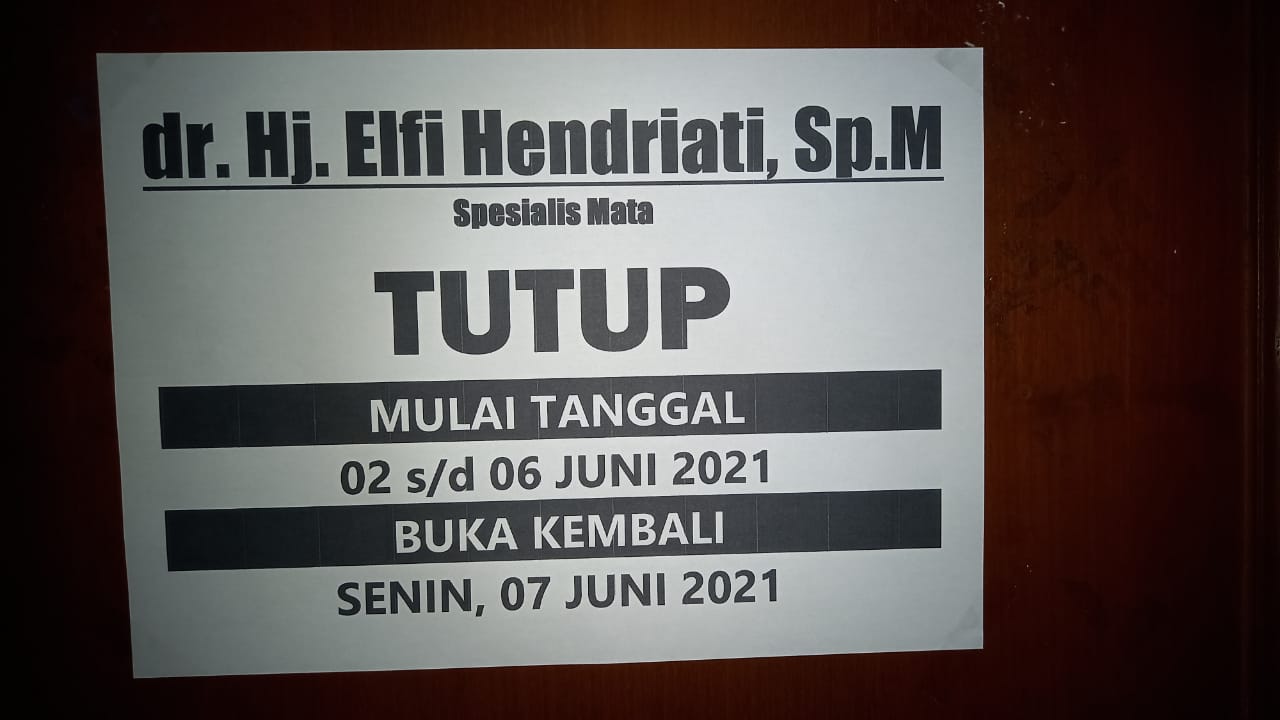 dr. Hj. Elfi Hendriati, Sp.M
Spesialis Mata
TUTUP
MULAI TANGGAL
02 s/d 06 JUNI 2021
BUKA KEMBALI
SENIN, 07 JUNI 2021